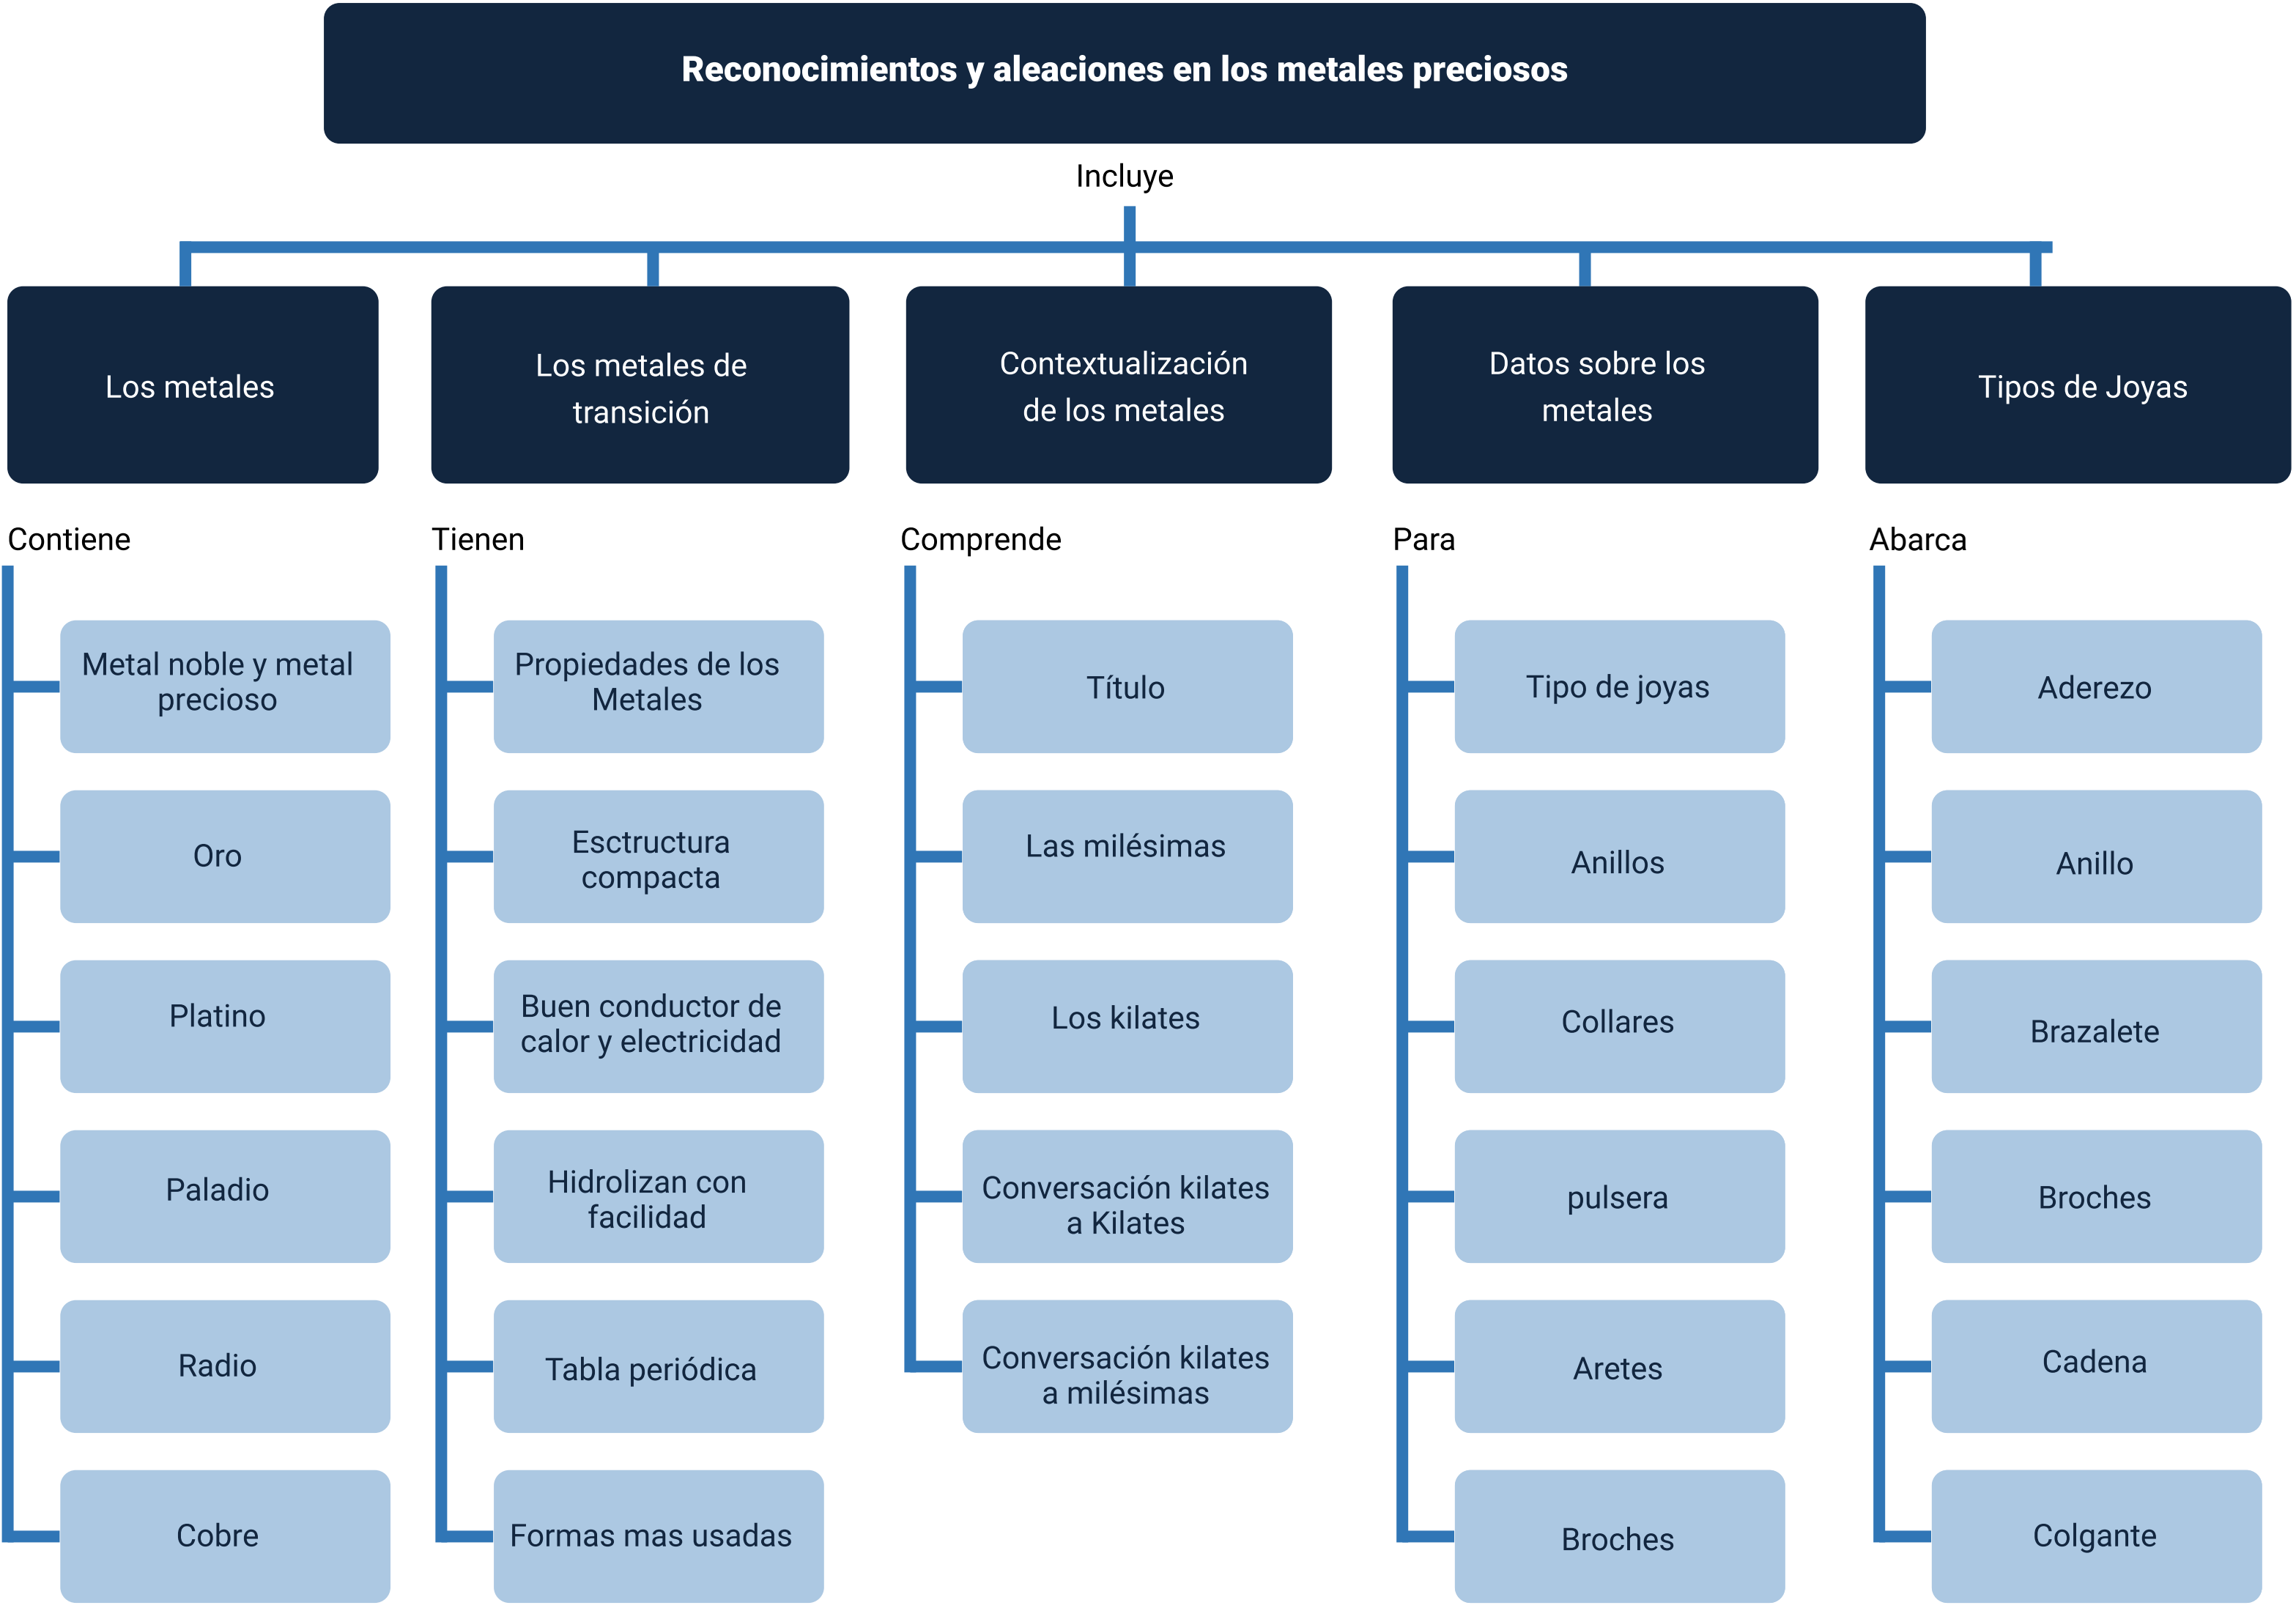 Reconocimientos y aleaciones en los metales preciosos
Incluye
Los metales
Los metales de
transición
Contextualización
de los metales
Datos sobre los
metales
Tipos de Joyas
Contiene
Metal noble y metal
precioso
Oro
Platino
Paladio
Radio
Cobre
Tienen
Propiedades de los
Metales
Esctructura
compacta
Buen conductor de
calor y electricidad
Hidrolizan con
facilidad
Tabla periódica
Formas mas usadas
Comprende
Título
Las milésimas
Los kilates
Conversación kilates
a Kilates
Conversación kilates
a milésimas
Para
Tipo de joyas
Anillos
Collares
pulsera
Aretes
Broches
Abarca
Aderezo
Anillo
Brazalete
Broches
Cadena
Colgante